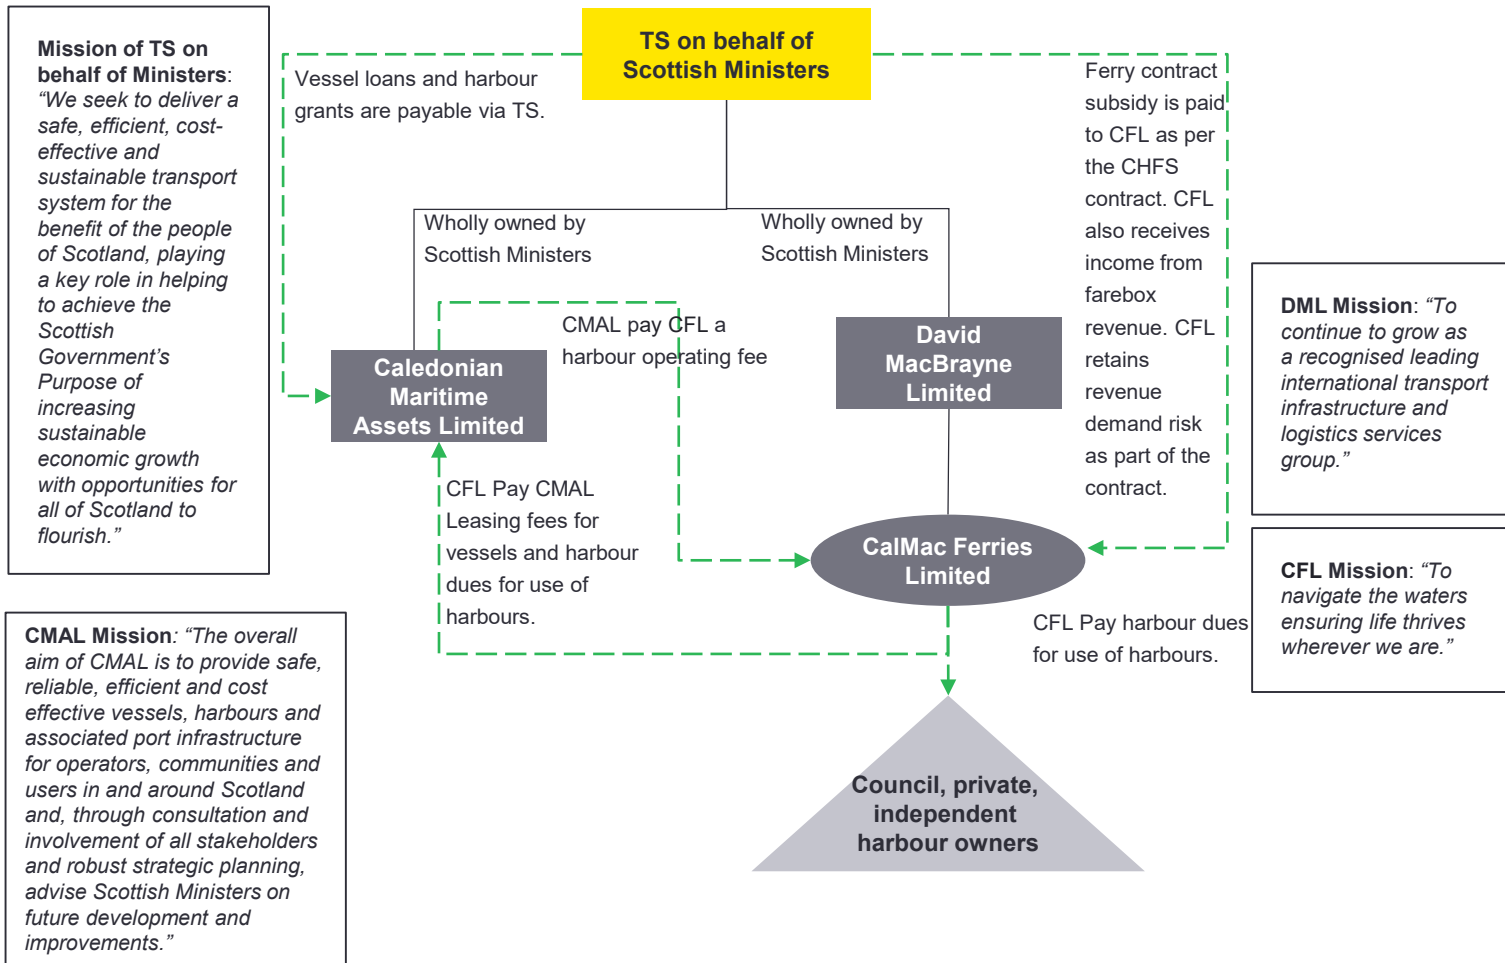 Mission of TS on
behalf of Ministers:
“We seek to deliver a
safe, efficient, cost-
effective and
sustainable transport
system for the
benefit of the people
of Scotland, playing
a key role in helping
to achieve the
Scottish
Government’s
Purpose of
increasing
sustainable
economic growth
with opportunities for
all of Scotland to
flourish.”
TS on behalf of
Scottish Ministers
Vessel loans and harbour
grants are payable via TS.
Ferry contract
subsidy is paid
to CFL as per
the CHFS
contract. CFL
also receives
income from
farebox
revenue. CFL
retains
revenue
demand risk
as part of the
contract.
Wholly owned by
Scottish Ministers
Wholly owned by
Scottish Ministers
CMAL pay CFL a
harbour operating fee
Caledonian
Maritime
Assets Limited
David
MacBrayne
Limited
DML Mission: “To
continue to grow as
a recognised leading
international transport
infrastructure and
logistics services
group.”
CFL Pay CMAL
Leasing fees for
vessels and harbour
dues for use of
harbours.
CalMac Ferries
Limited
CFL Mission: “To
navigate the waters
ensuring life thrives
wherever we are.”
CFL Pay harbour dues
for use of harbours.
CMAL Mission: “The overall
aim of CMAL is to provide safe,
reliable, efficient and cost
effective vessels, harbours and
associated port infrastructure
for operators, communities and
users in and around Scotland
and, through consultation and
involvement of all stakeholders
and robust strategic planning,
advise Scottish Ministers on
future development and
improvements.”
Council, private,
independent
harbour owners